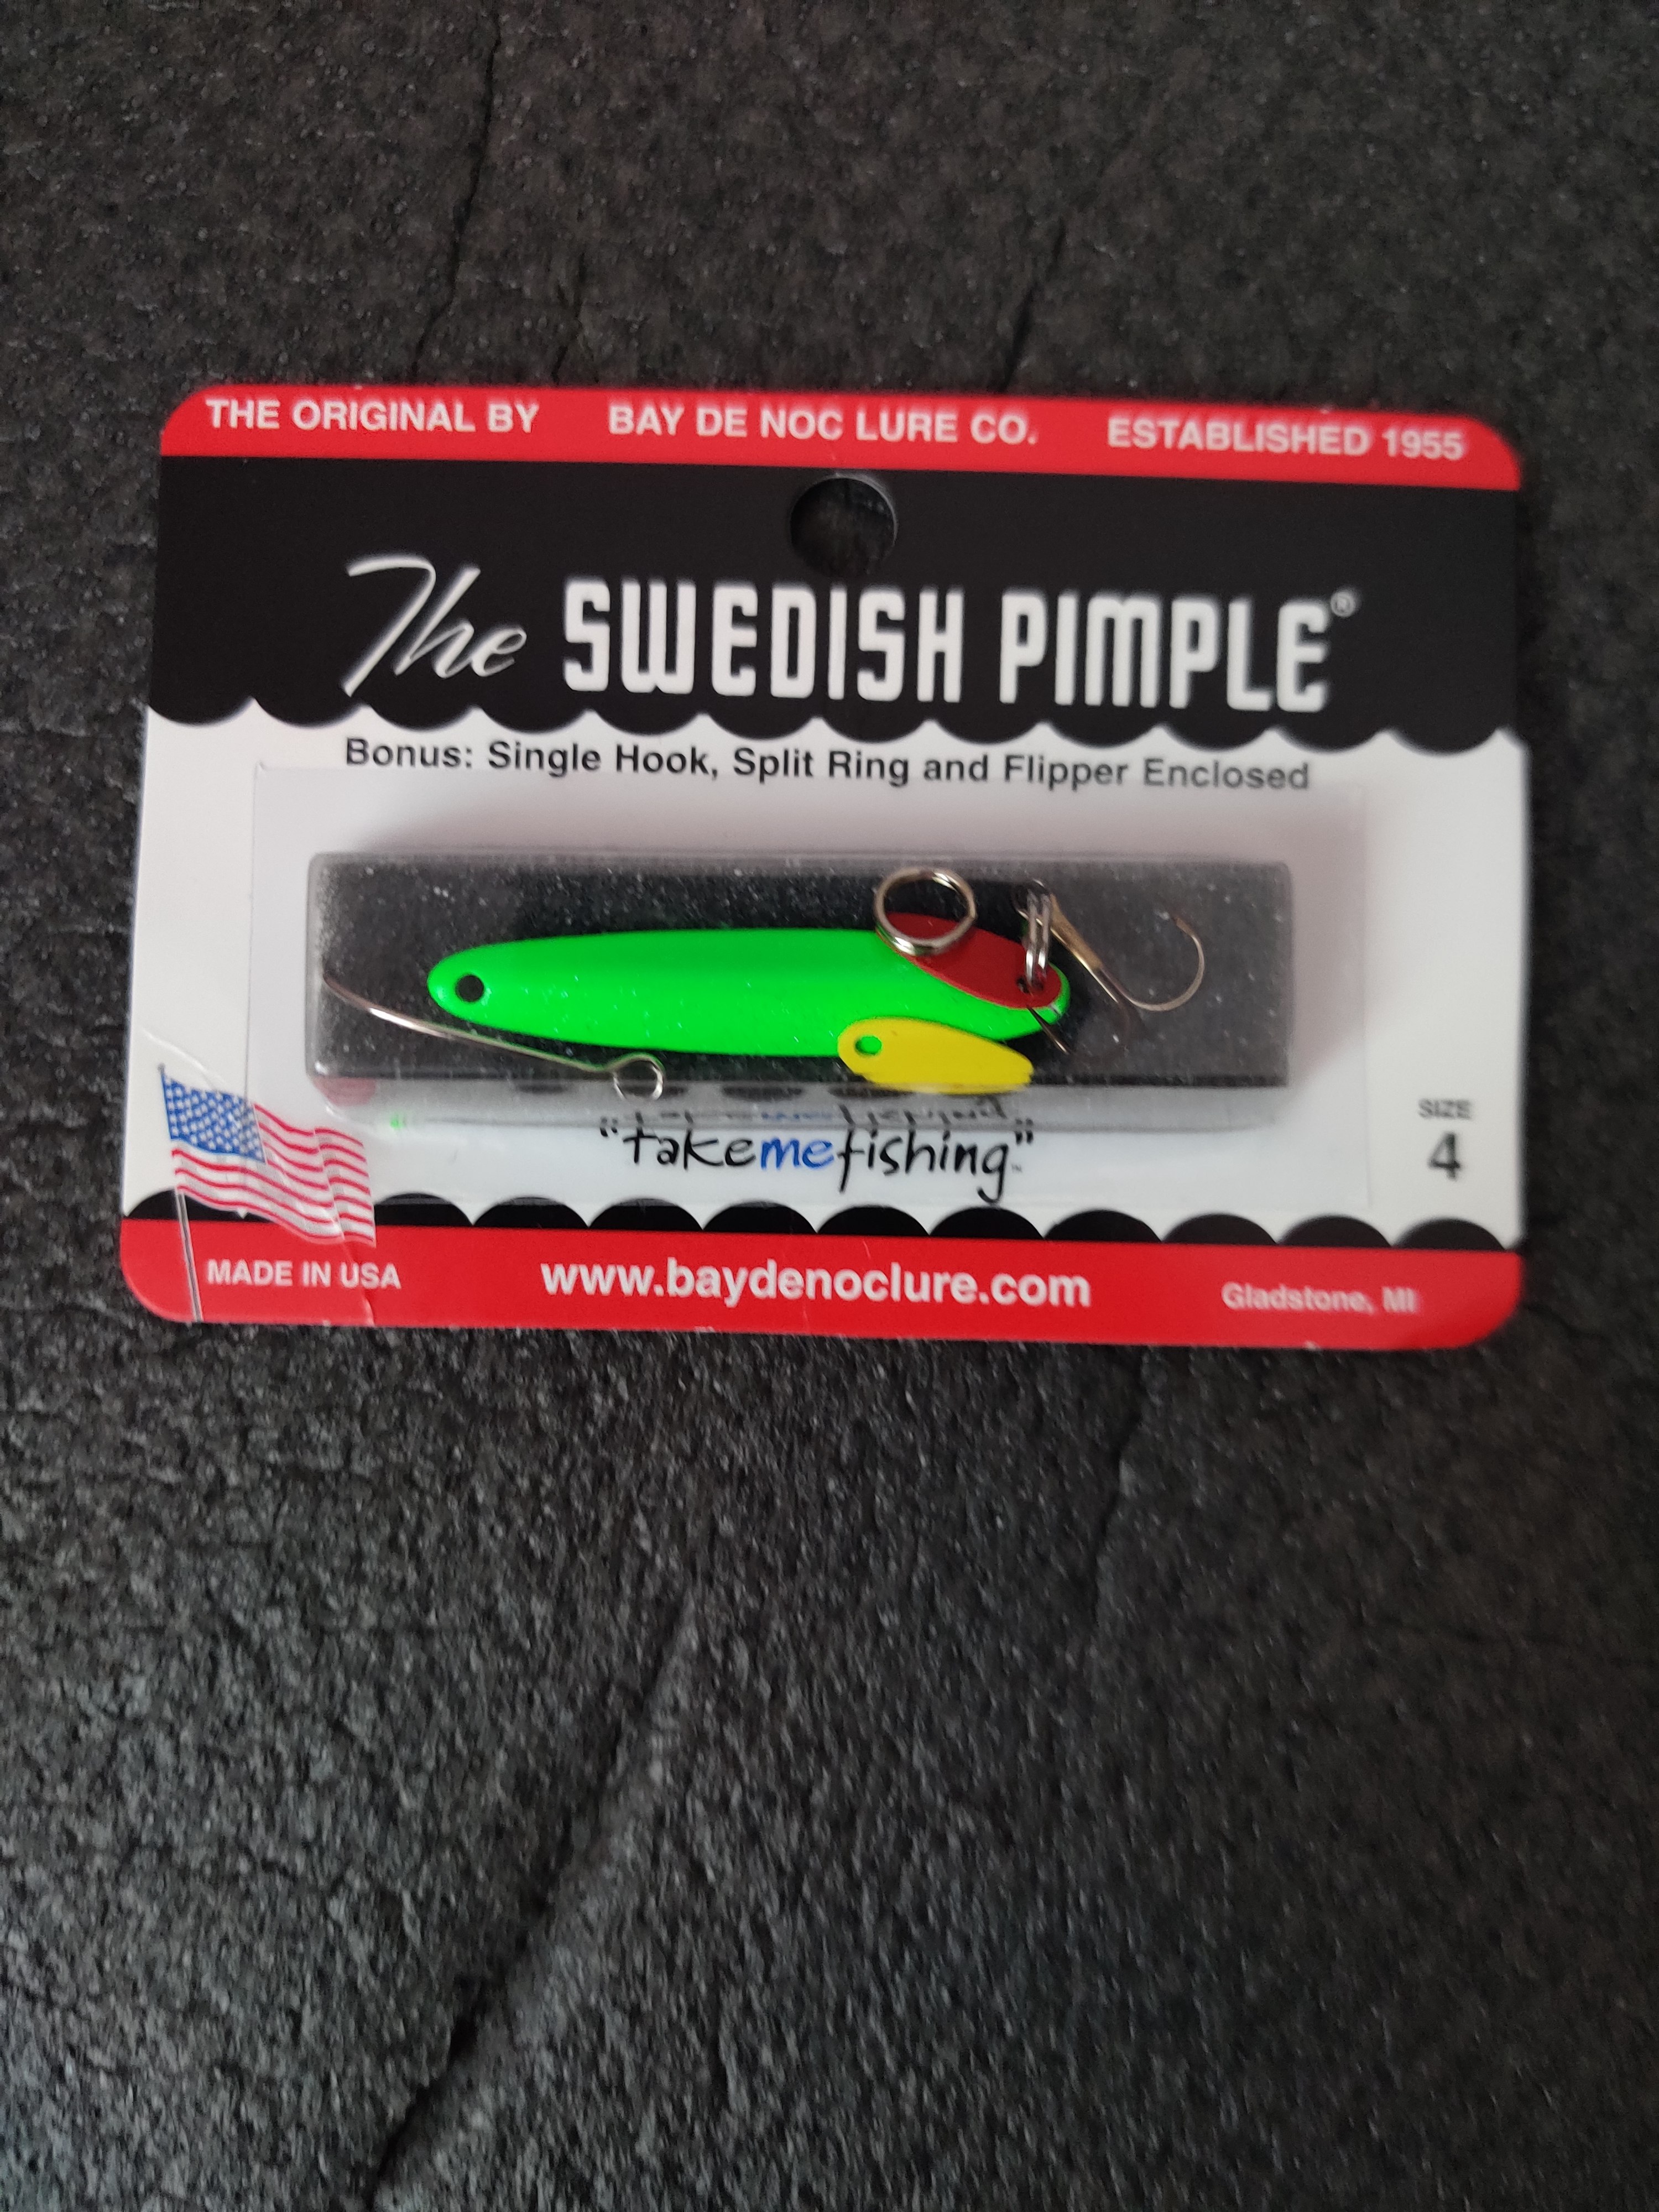 THE ORIGINAL BY BAY DE NOC LURE CO. ESTABLISHED 1955
The SWEDISH PIMPLE®
Bonus: Single Hook, Split Ring and Flipper Enclosed
"takemefishing"™
SIZE
4
MADE IN USA www.baydenoclure.com Gladstone, MI